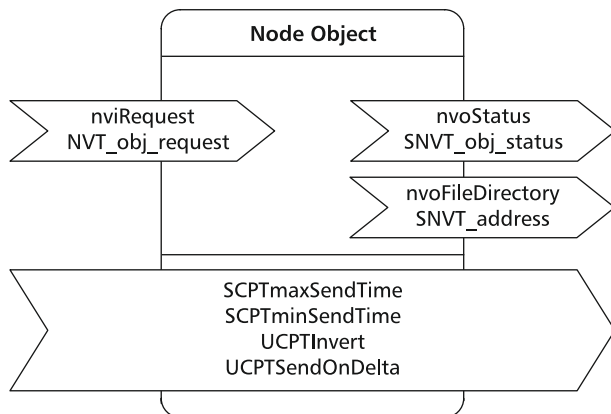 Node Object
nviRequest
NVT_obj_request
nvoStatus
SNVT_obj_status
nvoFileDirectory
SNVT_address
SCPTmaxSendTime
SCPTminSendTime
UCPTInvert
UCPTSendOnDelta